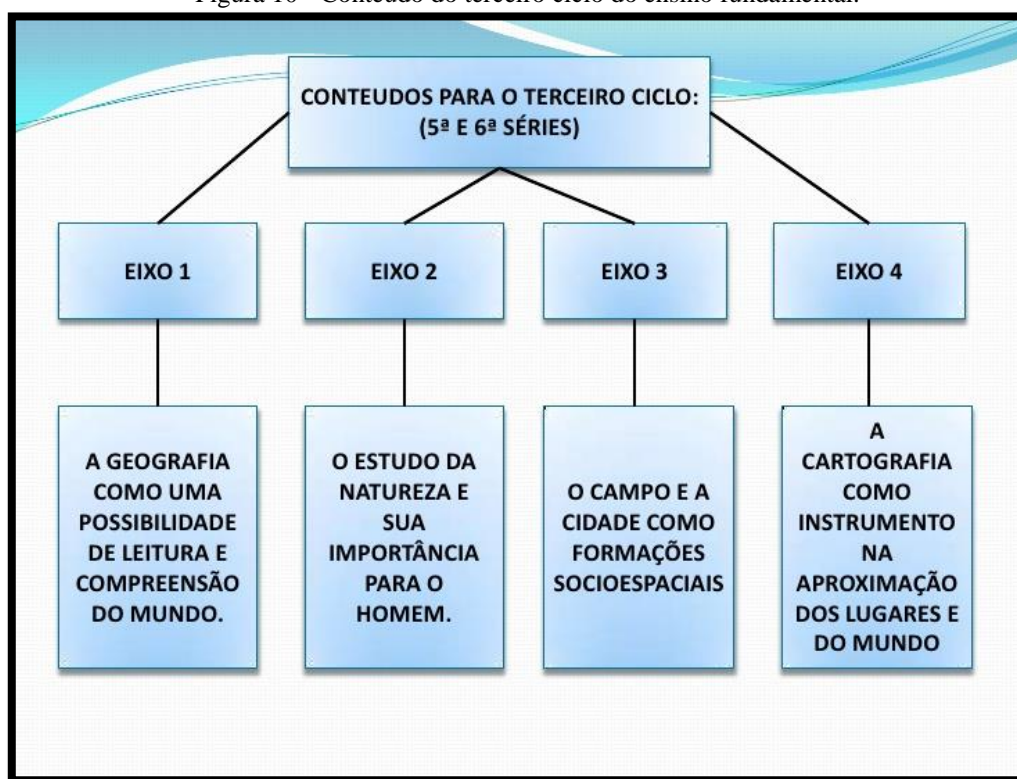 Figura 10 - Conteúdo do terceiro ciclo do ensino fundamental.
CONTEUDOS PARA O TERCEIRO CICLO:
(5ª E 6ª SÉRIES)
EIXO 1
EIXO 2
EIXO 3
EIXO 4
A GEOGRAFIA
COMO UMA
POSSIBILIDADE
DE LEITURA E
COMPREENSÃO
DO MUNDO.
O ESTUDO DA
NATUREZA E
SUA
IMPORTÂNCIA
PARA O
HOMEM.
O CAMPO E A
CIDADE COMO
FORMAÇÕES
SOCIOESPACIAIS
A
CARTOGRAFIA
COMO
INSTRUMENTO
NA
APROXIMAÇÃO
DOS LUGARES E
DO MUNDO